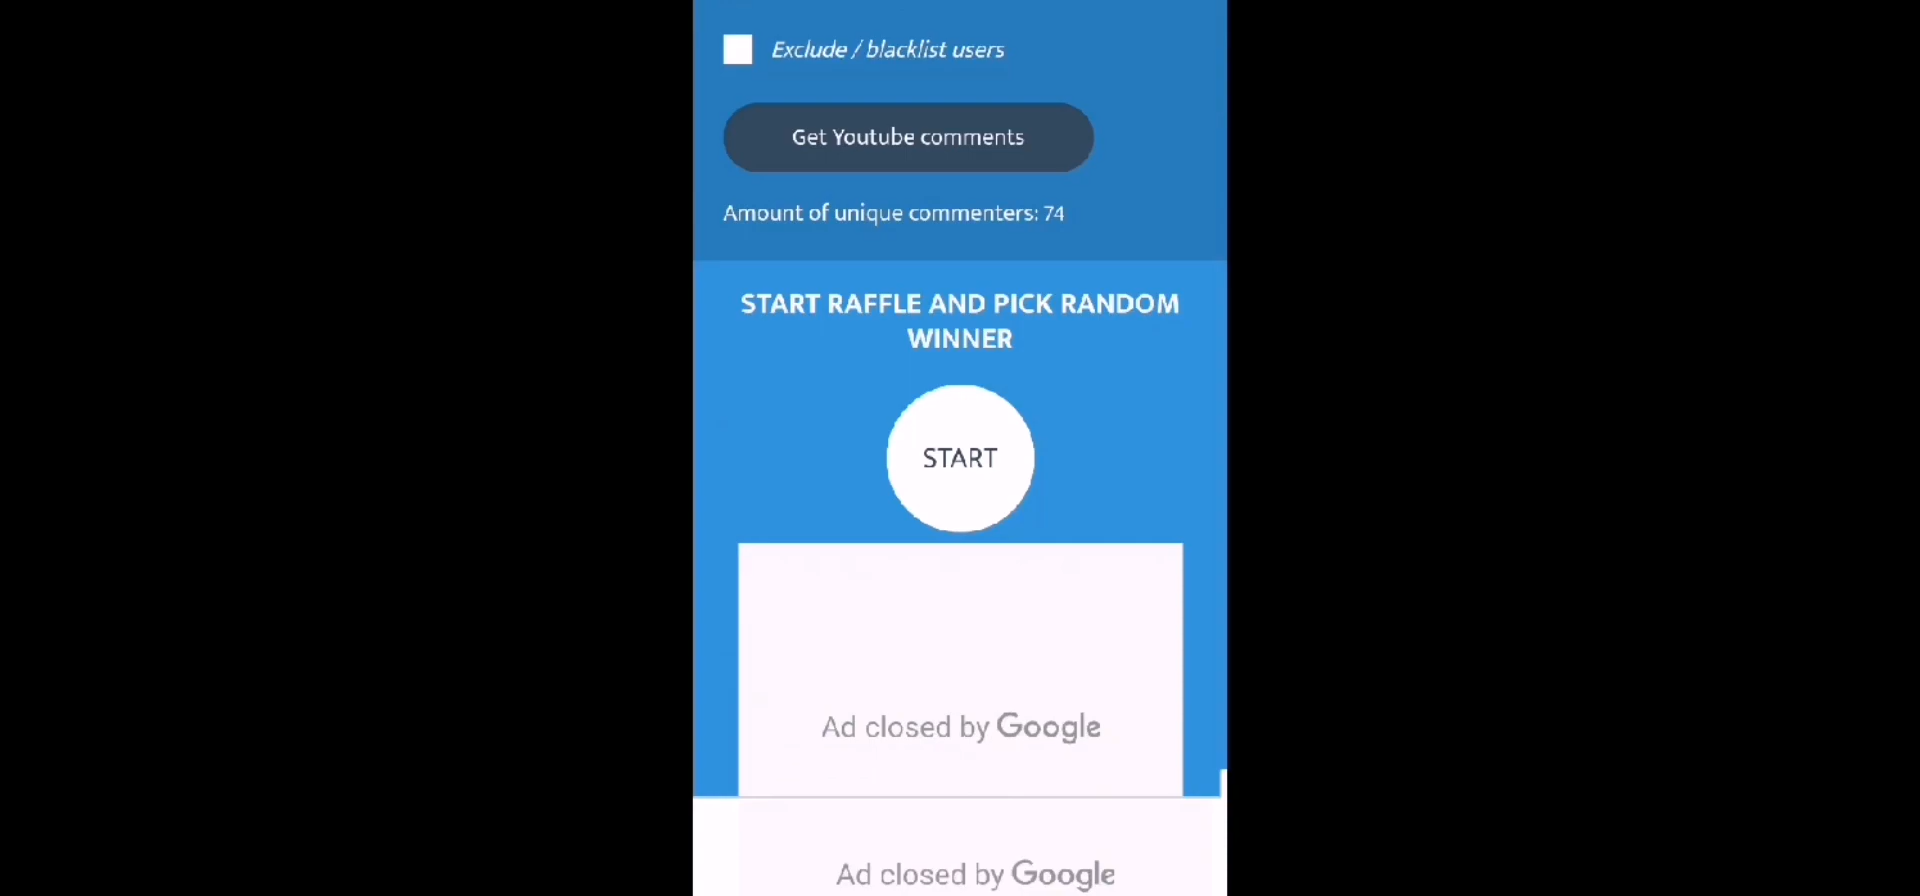 Exclude / blacklist users
Get Youtube comments
Amount of unique commenters: 74
START RAFFLE AND PICK RANDOM
WINNER
START
Ad closed by Google
Ad closed by Google